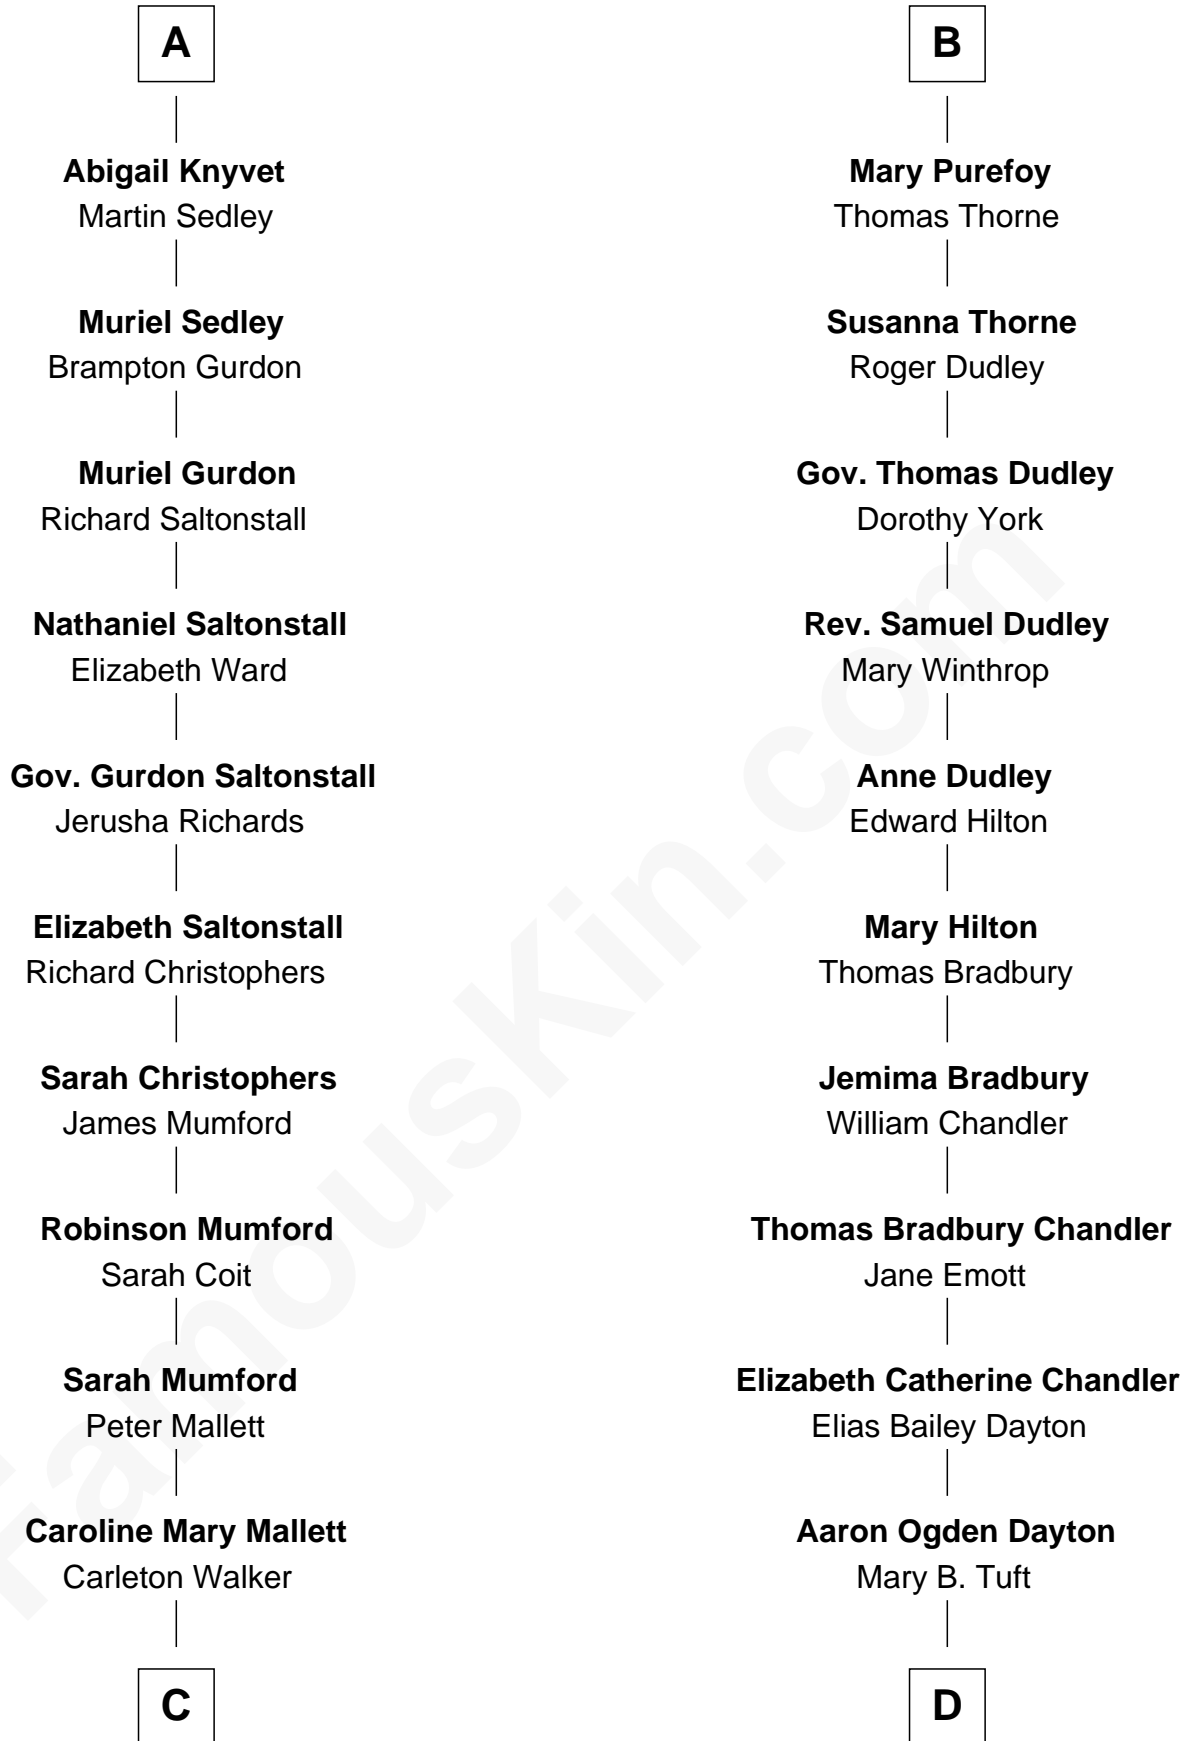 A
Abigail Knyvet
Martin Sedley
Muriel Sedley
Brampton Gurdon
Muriel Gurdon
Richard Saltonstall
Nathaniel Saltonstall
Elizabeth Ward
Gov. Gurdon Saltonstall
Jerusha Richards
Elizabeth Saltonstall
Richard Christophers
Sarah Christophers
James Mumford
Robinson Mumford
Sarah Coit
Sarah Mumford
Peter Mallett
Caroline Mary Mallett
Carleton Walker
C
B
Mary Purefoy
Thomas Thorne
Susanna Thorne
Roger Dudley
Gov. Thomas Dudley
Dorothy York
Rev. Samuel Dudley
Mary Winthrop
Anne Dudley
Edward Hilton
Mary Hilton
Thomas Bradbury
Jemima Bradbury
William Chandler
Thomas Bradbury Chandler
Jane Emott
Elizabeth Catherine Chandler
Elias Bailey Dayton
Aaron Ogden Dayton
Mary B. Tuft
D
FamousKin.com